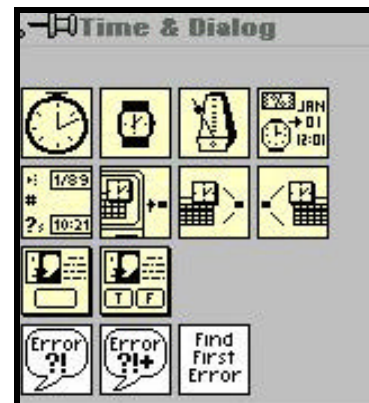 Time & Dialog
JAN
01
12:01
1/89
#
?s 10:21
T F
Error
?!
Error
?!+
Find
First
Error